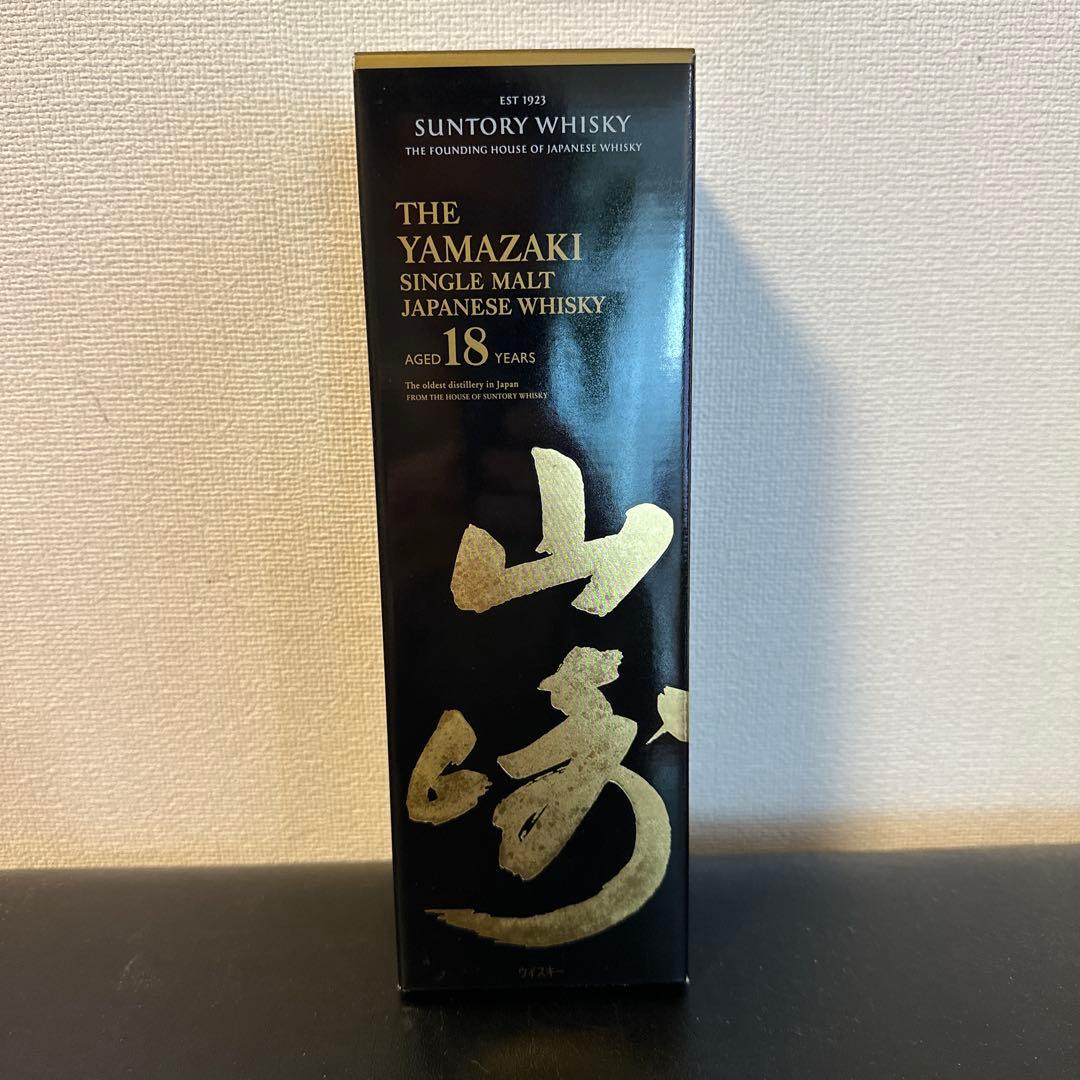 EST 1923
SUNTORY WHISKY
THE FOUNDING HOUSE OF JAPANESE WHISKY
THE
YAMAZAKI
SINGLE MALT
JAPANESE WHISKY
AGED 18 YEARS
The oldest distillery in Japan
FROM THE HOUSE OF SUNTORY WHISKY
山
崎
ウイスキー